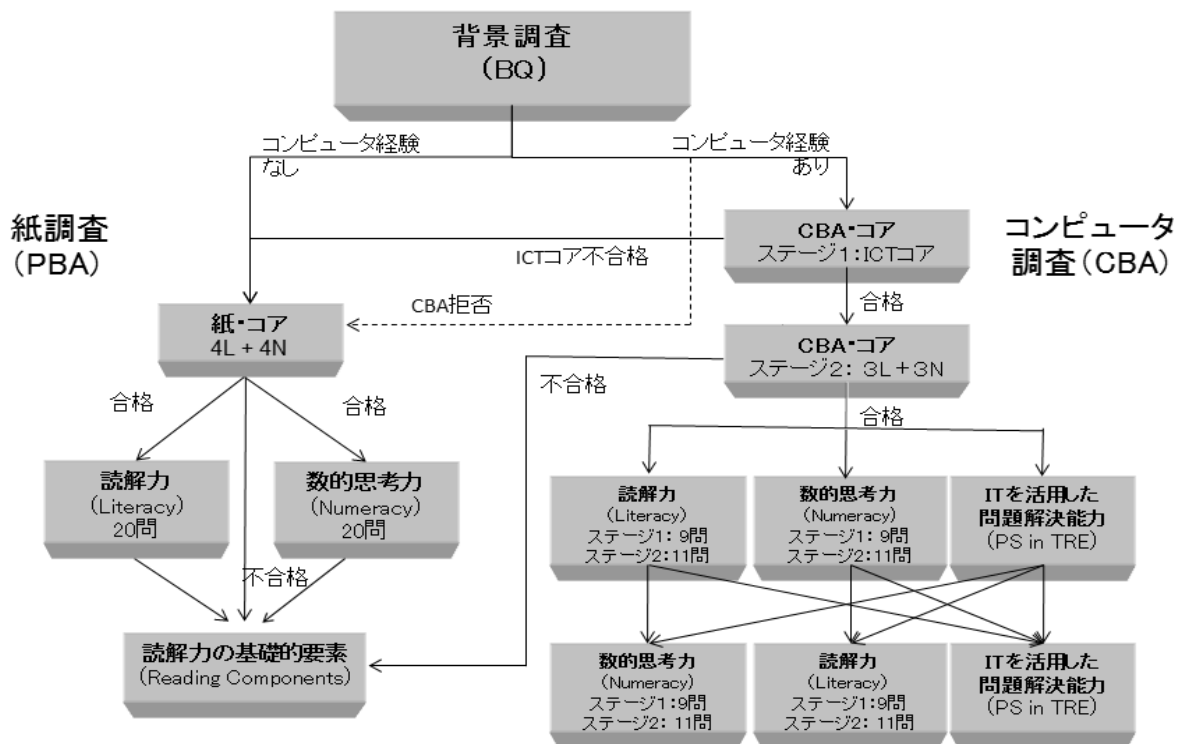 背景調査
(BQ)
コンピュータ経験
なし
コンピュータ経験
あり
紙調査
(PBA)
コンピュータ
調査(CBA)
CBA・コア
ステージ1:ICTコア
ICTコア不合格
合格
CBA拒否
紙・コア
4L + 4N
CBA・コア
ステージ2: 3L+3N
不合格
合格
合格
合格
読解力
(Literacy)
20問
数的思考力
(Numeracy)
20問
読解力
(Literacy)
ステージ1: 9問
ステージ2:11問
数的思考力
(Numeracy)
ステージ1: 9問
ステージ2:11問
ITを活用した
問題解決能力
(PS in TRE)
不合格
読解力の基礎的要素
(Reading Components)
数的思考力
(Numeracy)
ステージ1:9問
ステージ2: 11問
読解力
(Literacy)
ステージ1:9問
ステージ2: 11問
ITを活用した
問題解決能力
(PS in TRE)